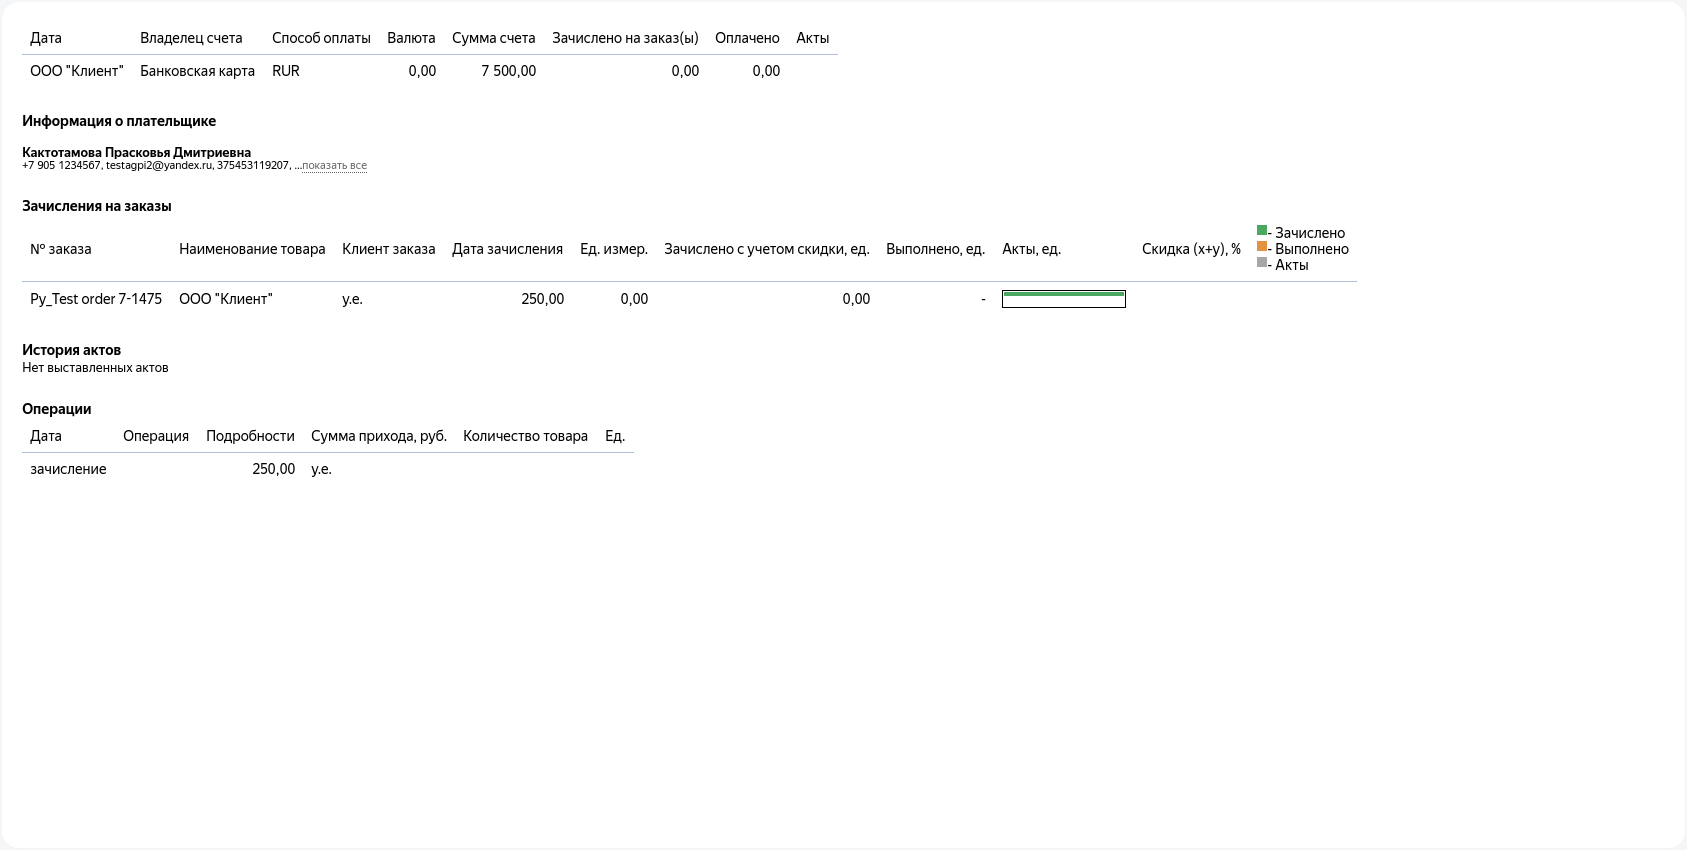 Дата Владелец счета Способ оплаты Валюта Сумма счета Зачислено на заказ(ы) Оплачено Акты
ООО "Клиент" Банковская карта RUR 0,00 7 500,00 0,00 0,00
Информация о плательщике
Кактотамова Прасковья Дмитриевна
+7 905 1234567, testagpi2@yandex.ru, 375453119207, ...показать все
Зачисления на заказы
№ заказа Наименование товара Клиент заказа Дата зачисления Ед. измер. Зачислено с учетом скидки, ед. Выполнено, ед. Акты, ед. Скидка (x+y), %
- Зачислено
- Выполнено
- Акты
Py_Test order 7-1475 ООО "Клиент" у.е. 250,00 0,00 0,00 -
История актов
Нет выставленных актов
Операции
Дата Операция Подробности Сумма прихода, руб. Количество товара Ед.
зачисление 250,00 у.е.